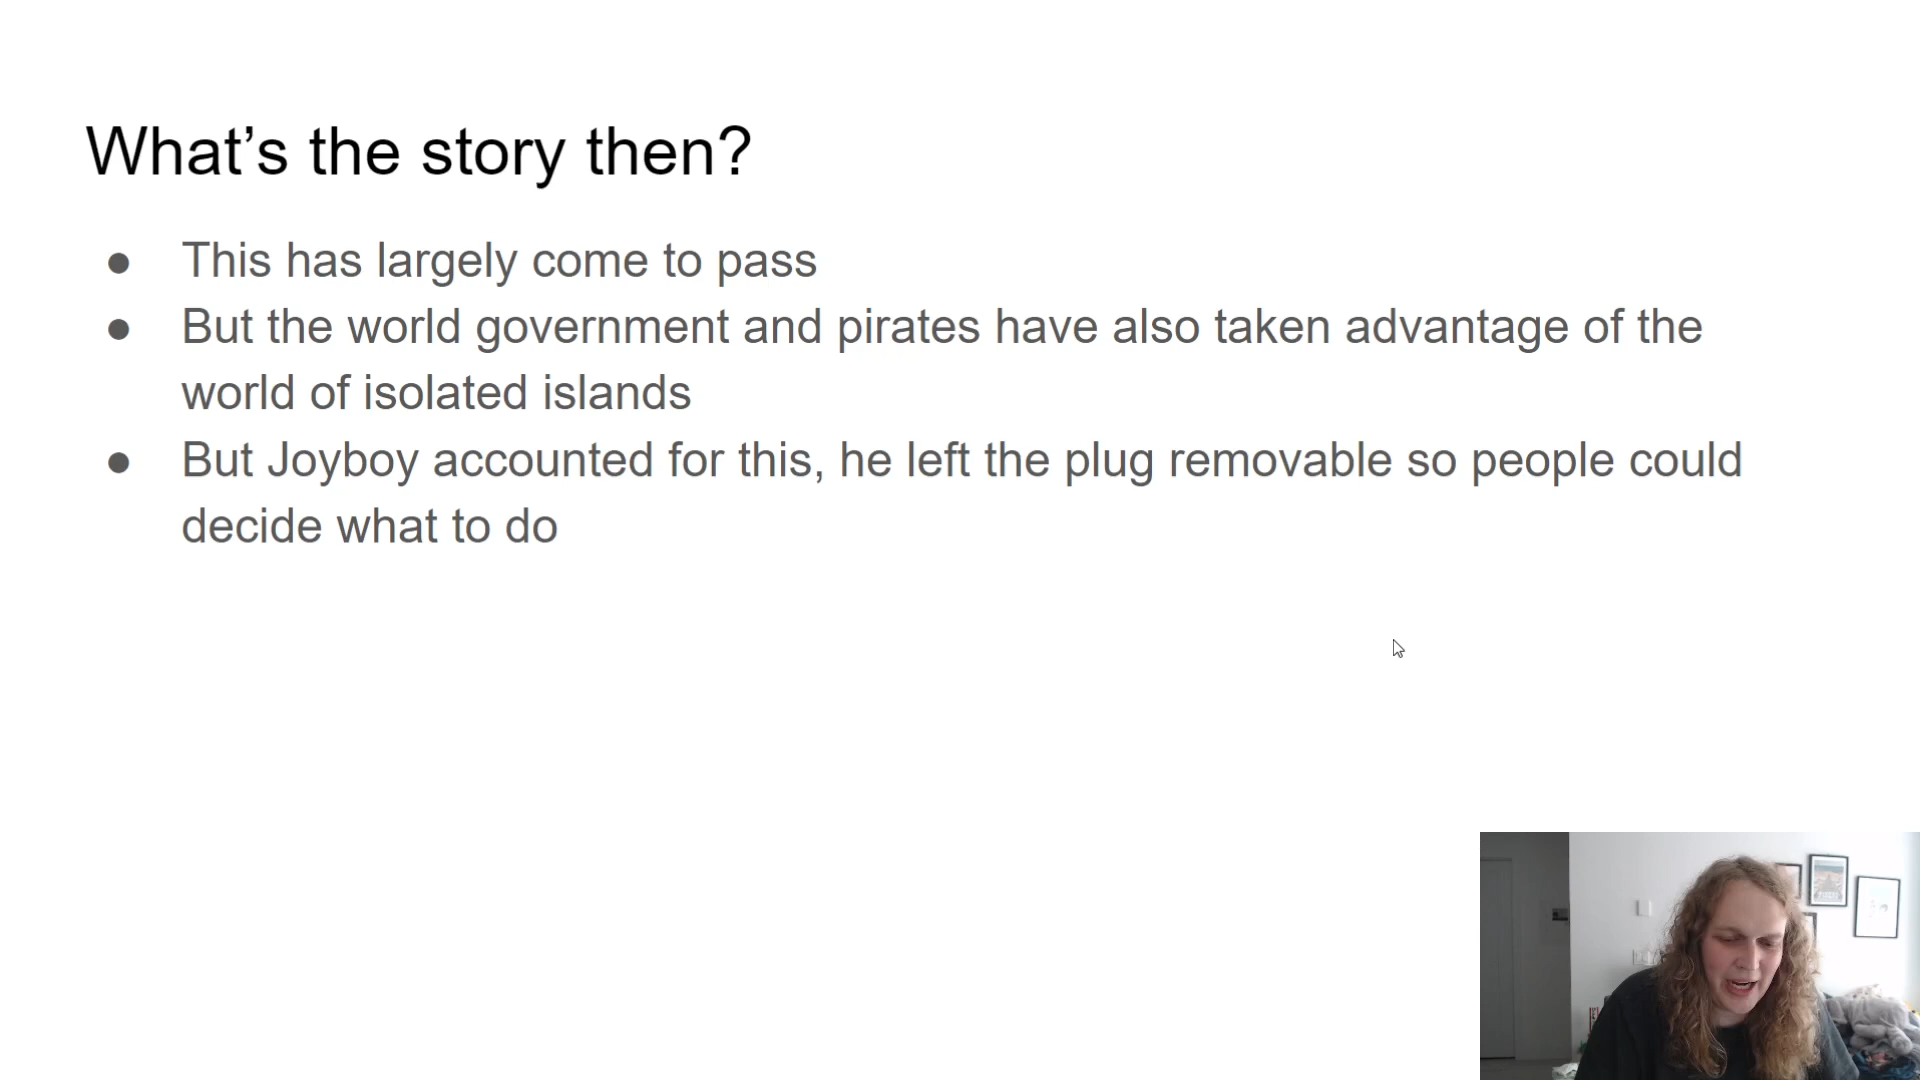 What’s the story then?
● This has largely come to pass
● But the world government and pirates have also taken advantage of the
world of isolated islands
● But Joyboy accounted for this, he left the plug removable so people could
decide what to do